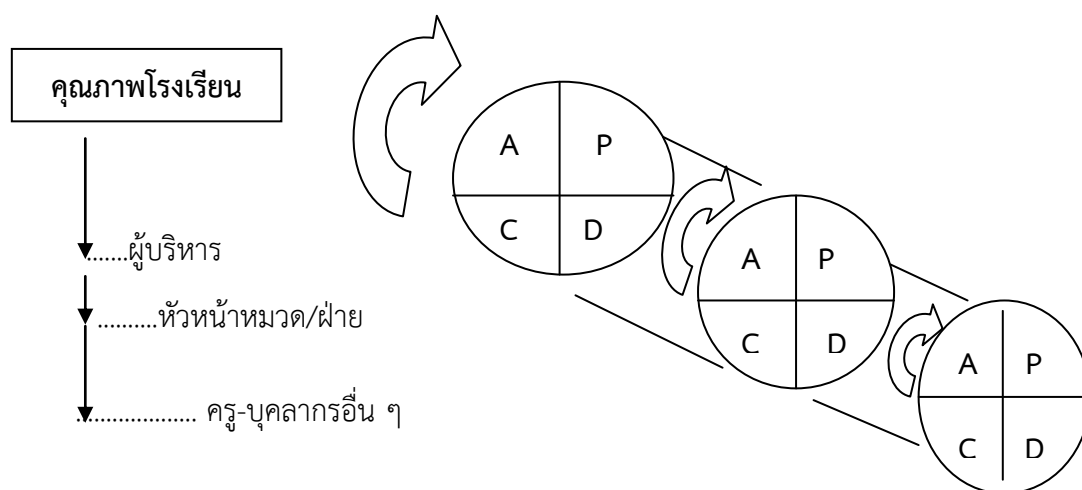 คุณภาพโรงเรียน
A P
C D
.......ผู้บริหาร
A P
C D
..........หัวหน้าหมวด/ฝ่าย
A P
C D
.................... ครู-บุคลากรอื่น ๆ